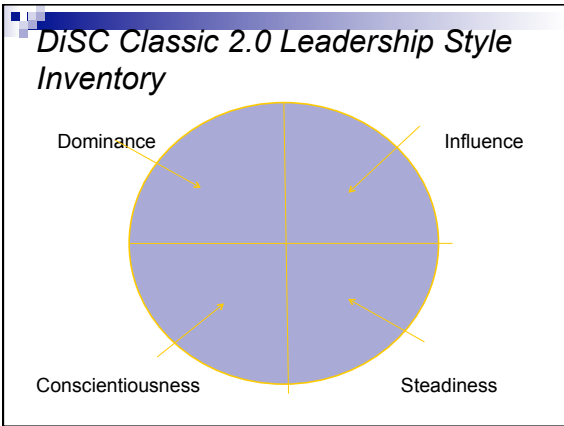 DiSC Classic 2.0 Leadership Style
Inventory
Dominance
Influence
Conscientiousness
Steadiness